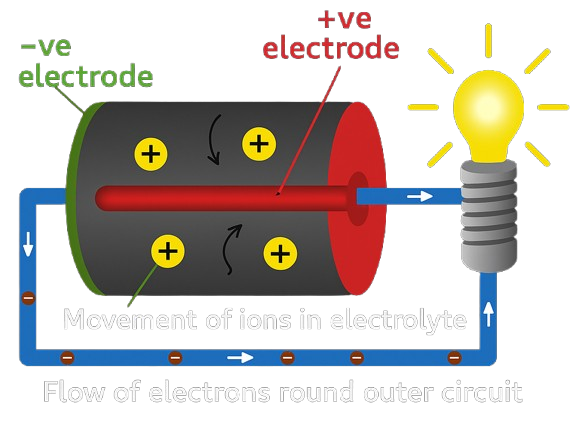 +ve
electrode
–ve
electrode
+
+
+
+
Movement of ions in electrolyte
–
–
–
–
–
–
Flow of electrons round outer circuit